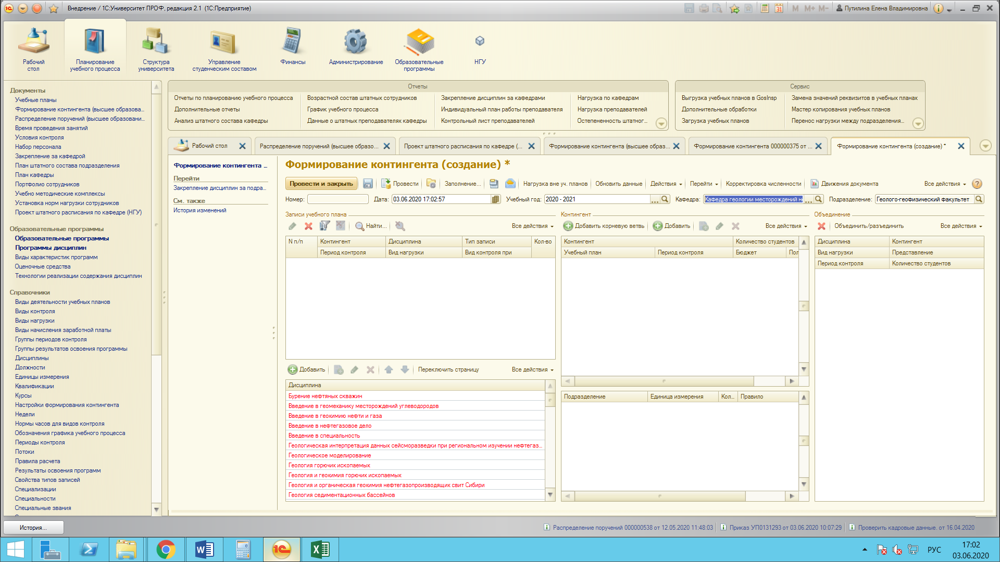 Внедрение / 1С:Университет ПРОФ, редакция 2.1 (1С:Предприятие)
M M+ M- Путилина Елена Владимировна
Рабочий стол
Планирование учебного процесса
Структура университета
Управление студенческим составом
Финансы
Администрирование
Образовательные программы
НГУ
Документы
Учебные планы
Формирование контингента (высшее образова...
Распределение поручений (высшее образовани...
Время проведения занятий
Условия контроля
Набор персонала
Закрепление за кафедрой
План штатного состава подразделения
План кафедры
Портфолио сотрудников
Учебно методические комплексы
Установка норм нагрузки сотрудников
Проект штатного расписания по кафедре (НГУ)
Образовательные программы
Образовательные программы
Программы дисциплин
Виды характеристик программ
Оценочные средства
Технологии реализации содержания дисциплин
Справочники
Виды деятельности учебных планов
Виды контроля
Виды нагрузки
Виды начисления заработной платы
Группы периодов контроля
Группы результатов освоения программы
Дисциплины
Должности
Единицы измерения
Квалификации
Курсы
Настройки формирования контингента
Недели
Нормы часов для видов контроля
Обозначения графика учебного процесса
Периоды контроля
Потоки
Правила расчета
Результаты освоения программ
Свойства типов записей
Специализации
Специальности
Специальные звания
Отчеты
Отчеты по планированию учебного процесса
Дополнительные отчеты
Анализ штатного состава кафедры
Возрастной состав штатных сотрудников
График учебного процесса
Данные о штатных преподавателях кафедры
Закрепление дисциплин за кафедрами
Индивидуальный план работы преподавателя
Контрольный лист преподавателей
Нагрузка по кафедрам
Нагрузка преподавателей
Остепененность штатног...
Сервис
Выгрузка учебных планов в GosInsp
Дополнительные обработки
Загрузка учебных планов
Замена значений реквизитов в учебных планах
Мастер копирования учебных планов
Перенос нагрузки между подразделения...
Рабочий стол
Распределение поручений (высшее образо...
Проект штатного расписания по кафедре (...
Формирование контингента (высшее образ...
Формирование контингента 000000375 от ...
Формирование контингента (создание) *
Формирование контингента ...
Перейти
Закрепление дисциплин за подра...
См. также
История изменений
Формирование контингента (создание) *
Провести и закрыть Провести Заполнение... Нагрузка вне уч. планов Обновить данные Действия Перейти Корректировка численности Движения документа Все действия
Номер: Дата: 03.06.2020 17:02:57 Учебный год: 2020 - 2021 ... Кафедра: Кафедра геологии месторождений н ... Подразделение: Геолого-геофизический факультет
Записи учебного плана
Найти... Все действия
N п/п Контингент Дисциплина Тип записи Кол-во
Период контроля Вид нагрузки Вид контроля при
Добавить Переключить страницу Все действия
Дисциплина
Бурение нефтяных скважин
Введение в геомеханику месторождений углеводородов
Введение в геохимию нефти и газа
Введение в нефтегазовое дело
Введение в специальность
Геологическая интерпретация данных сейсморазведки при региональном изучении нефтегаз...
Геологическое моделирование
Геология горючих ископаемых
Геология и геохимия горючих ископаемых
Геология и органическая геохимия нефтегазопроизводящих свит Сибири
Геология седиментационных бассейнов
Контингент
Добавить корневую ветвь Добавить Все действия
Контингент Количество студентов
Учебный план Период контроля Бюджет Пол
Подразделение Единица измерения Кол... Правило
Объединение
Объединить/разъединить Все действия
Дисциплина Контингент
Вид нагрузки Представление
Период контроля Количество студентов
История...
Распределение поручений 000000538 от 12.05.2020 11:48:03
Приказ УП0131293 от 03.06.2020 10:07:29
Проверить кадровые данные. от 16.04.2020
РУС
17:02
03.06.2020